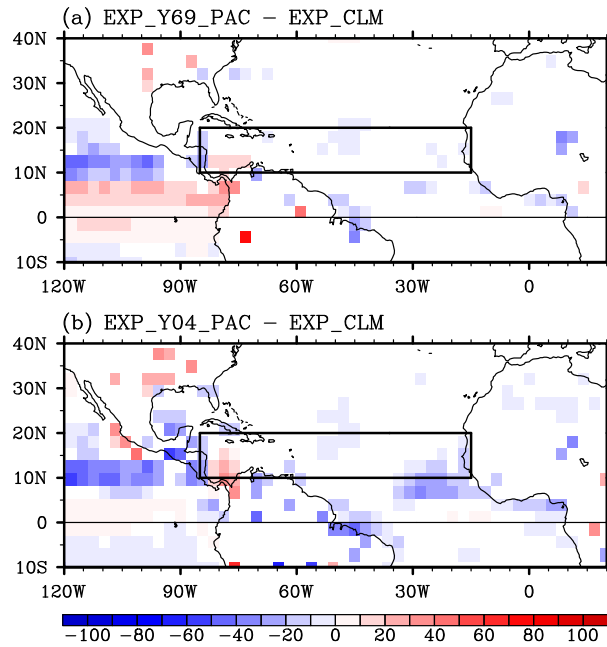 (a) EXP_Y69_PAC – EXP_CLM
40N
30N
20N
10N
0
10S
120W 90W 60W 30W 0
(b) EXP_Y04_PAC – EXP_CLM
40N
30N
20N
10N
0
10S
120W 90W 60W 30W 0
-100 -80 -60 -40 -20 0 20 40 60 80 100